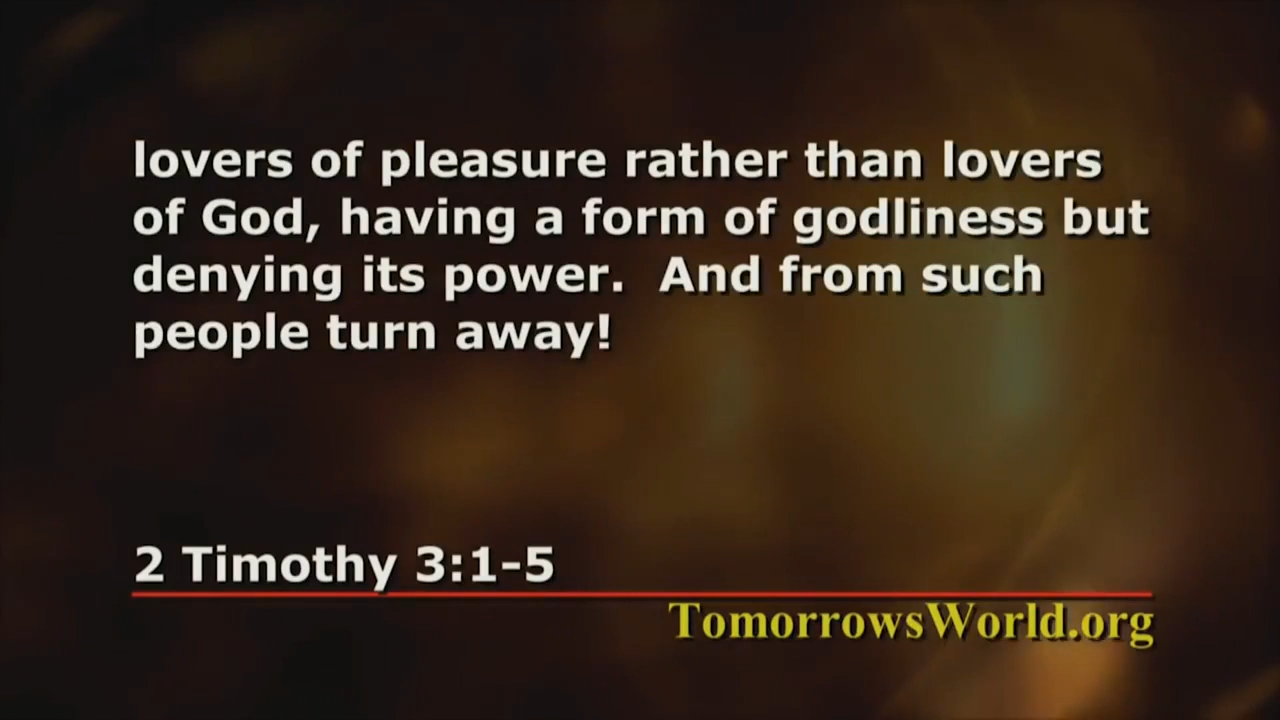 lovers of pleasure rather than lovers
of God, having a form of godliness but
denying its power.  And from such
people turn away!
2 Timothy 3:1-5
TomorrowsWorld.org